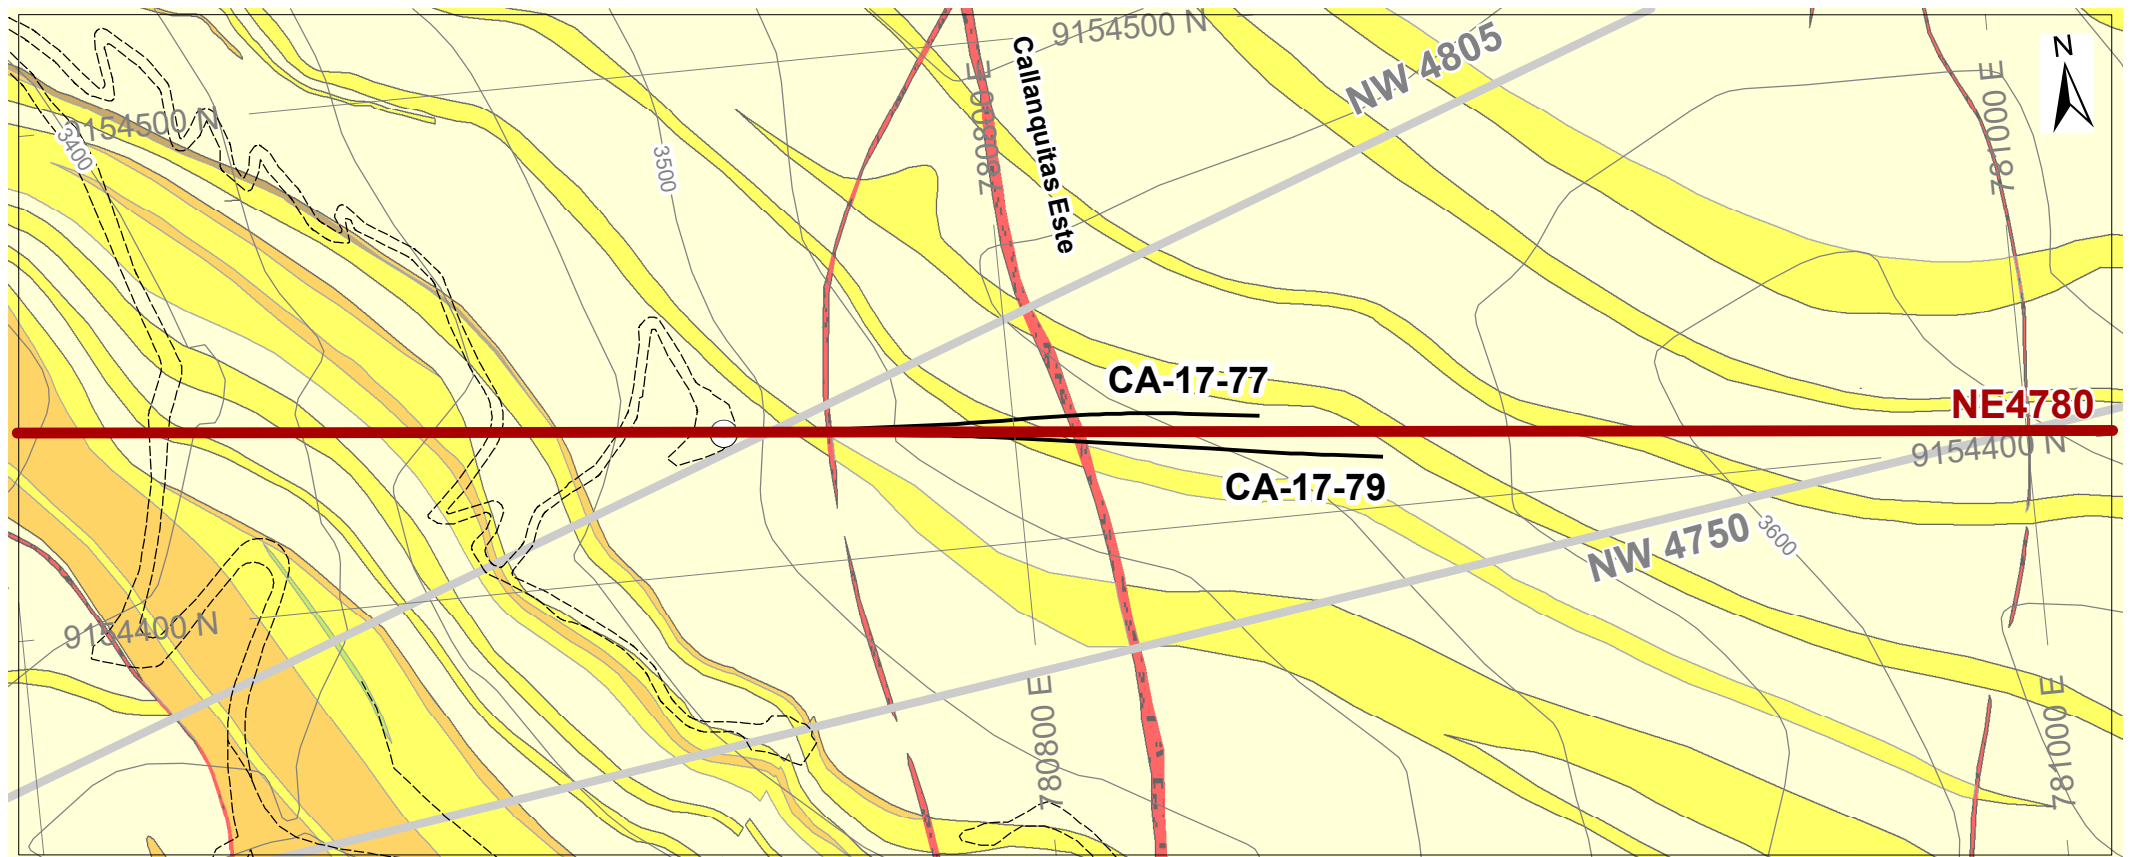 9154500 N
NW 4805
N
9154500 N
3400
3500
780800 E
Callanquitas Este
781000 E
CA-17-77
NE4780
9154400 N
CA-17-79
NW 4750
3600
9154400 N
780800 E
781000 E